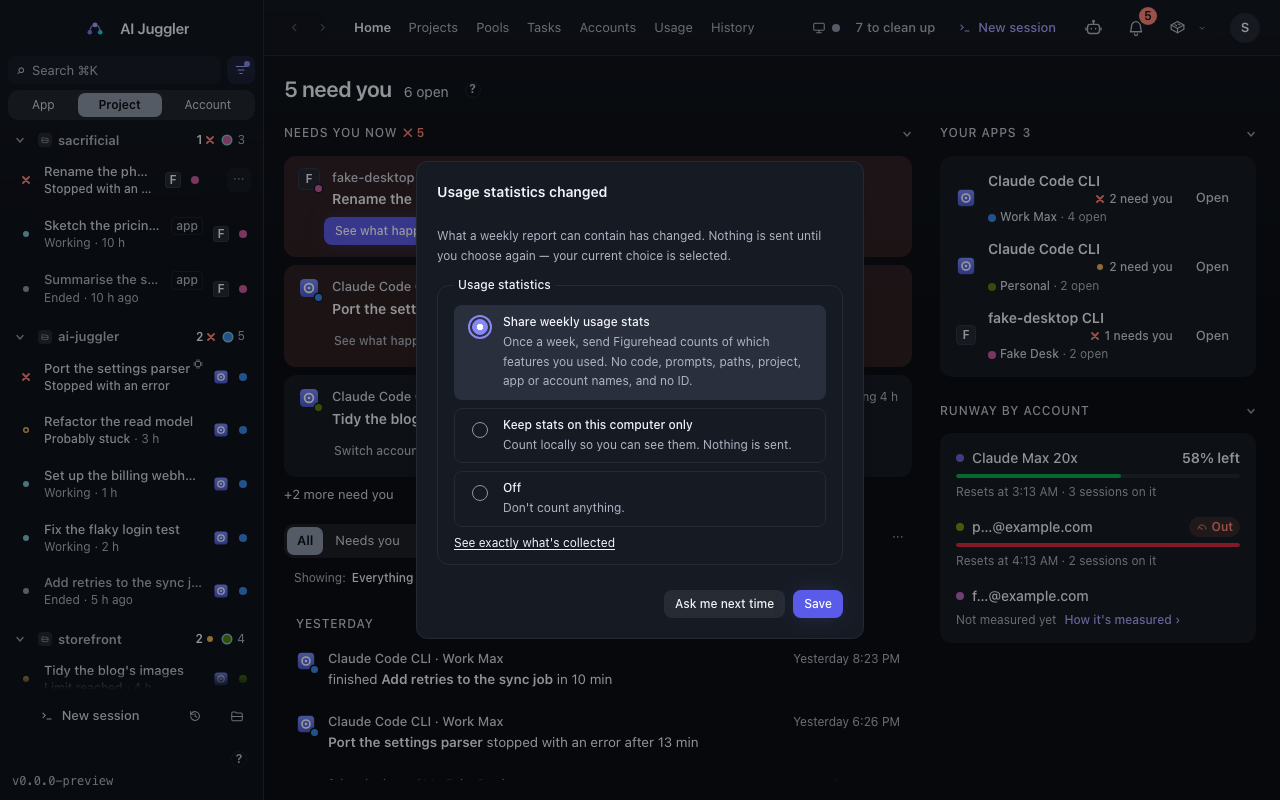 AI Juggler
Search ⌘K
App
Project
Account
sacrificial
1
3
Rename the ph...
Stopped with an ...
F
Sketch the pricin...
app
Working · 10 h
F
Summarise the s...
app
Ended · 10 h ago
F
ai-juggler
2
5
Port the settings parser
Stopped with an error
Refactor the read model
Probably stuck · 3 h
Set up the billing webh...
Working · 1 h
Fix the flaky login test
Working · 2 h
Add retries to the sync j...
Ended · 5 h ago
storefront
2
4
Tidy the blog's images
Limit reached · 4 h
New session
?
v0.0.0-preview
Home
Projects
Pools
Tasks
Accounts
Usage
History
7 to clean up
New session
5
S
5 need you
6 open
?
NEEDS YOU NOW
5
F
fake-desktop
Rename the
See what happ
Claude Code
Port the sett
See what happ
Claude Code
ng 4 h
Tidy the blog
Switch accour
+2 more need you
All
Needs you
Showing: Everything
YESTERDAY
Claude Code CLI · Work Max
Yesterday 8:23 PM
finished Add retries to the sync job in 10 min
Claude Code CLI · Work Max
Yesterday 6:26 PM
Port the settings parser stopped with an error after 13 min
Usage statistics changed
What a weekly report can contain has changed. Nothing is sent until
you choose again — your current choice is selected.
Usage statistics
Share weekly usage stats
Once a week, send Figurehead counts of which
features you used. No code, prompts, paths, project,
app or account names, and no ID.
Keep stats on this computer only
Count locally so you can see them. Nothing is sent.
Off
Don't count anything.
See exactly what's collected
Ask me next time
Save
YOUR APPS 3
Claude Code CLI
2 need you
Open
Work Max · 4 open
Claude Code CLI
2 need you
Open
Personal · 2 open
fake-desktop CLI
F
1 needs you
Open
Fake Desk · 2 open
RUNWAY BY ACCOUNT
Claude Max 20x
58% left
Resets at 3:13 AM · 3 sessions on it
p...@example.com
Out
Resets at 4:13 AM · 2 sessions on it
f...@example.com
Not measured yet
How it's measured ›